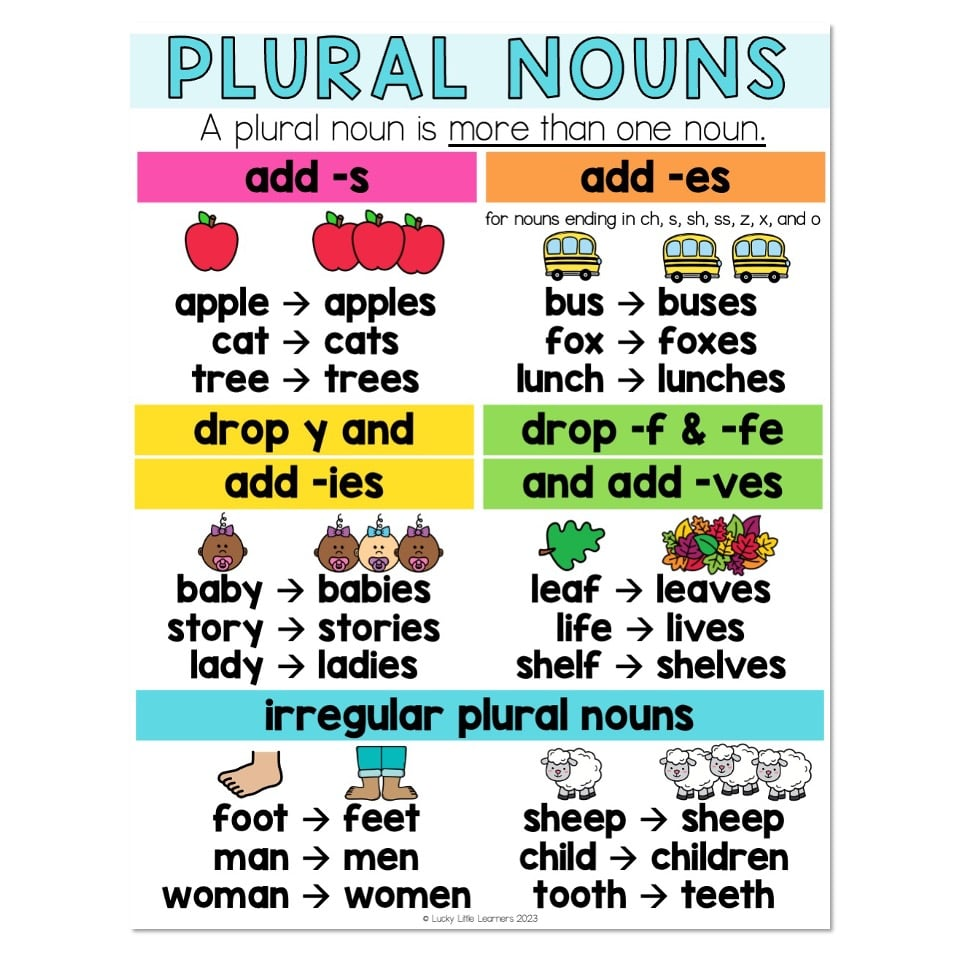 PLURAL NOUNS
A plural noun is more than one noun.
add -s
apple → apples
cat → cats
tree → trees
add -es
for nouns ending in ch, s, sh, ss, z, x, and o
bus → buses
fox → foxes
lunch → lunches
drop y and
add -ies
baby → babies
story → stories
lady → ladies
drop -f & -fe
and add -ves
leaf → leaves
life → lives
shelf → shelves
irregular plural nouns
foot → feet
man → men
woman → women
sheep → sheep
child → children
tooth → teeth
© Lucky Little Learners 2023